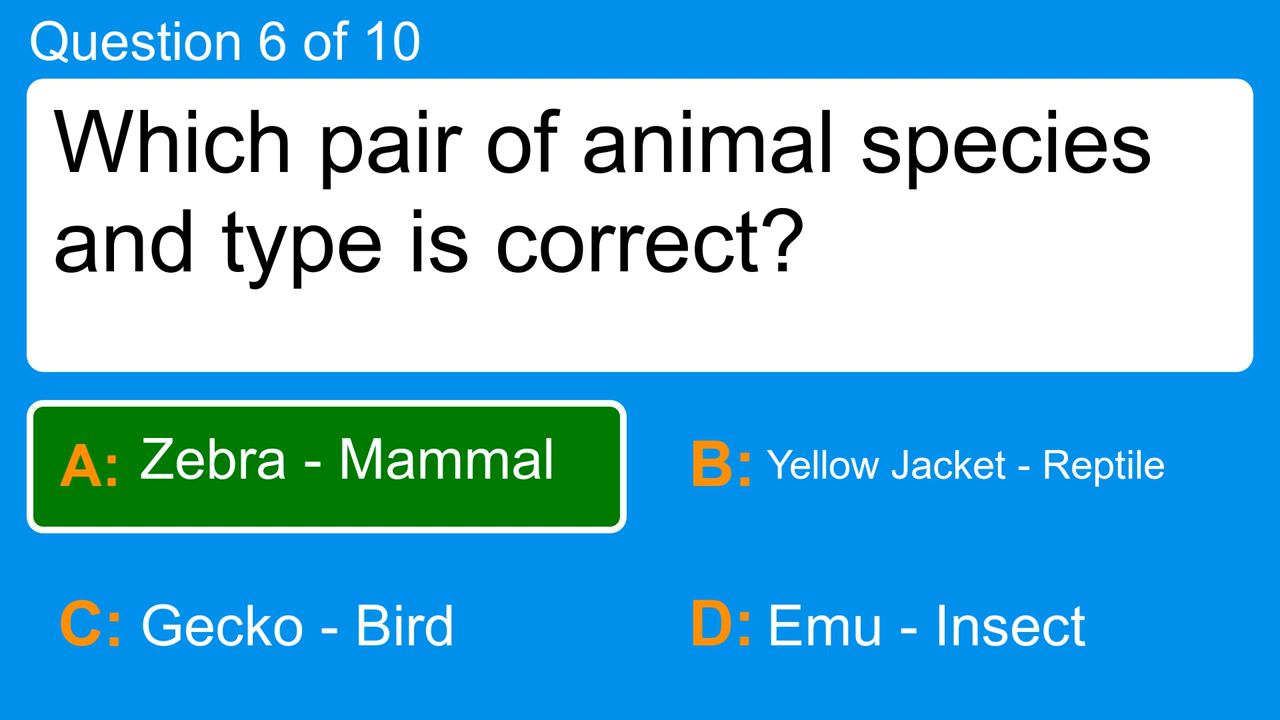 Question 6 of 10
Which pair of animal species
and type is correct?
A: Zebra - Mammal
B: Yellow Jacket - Reptile
C: Gecko - Bird
D: Emu - Insect